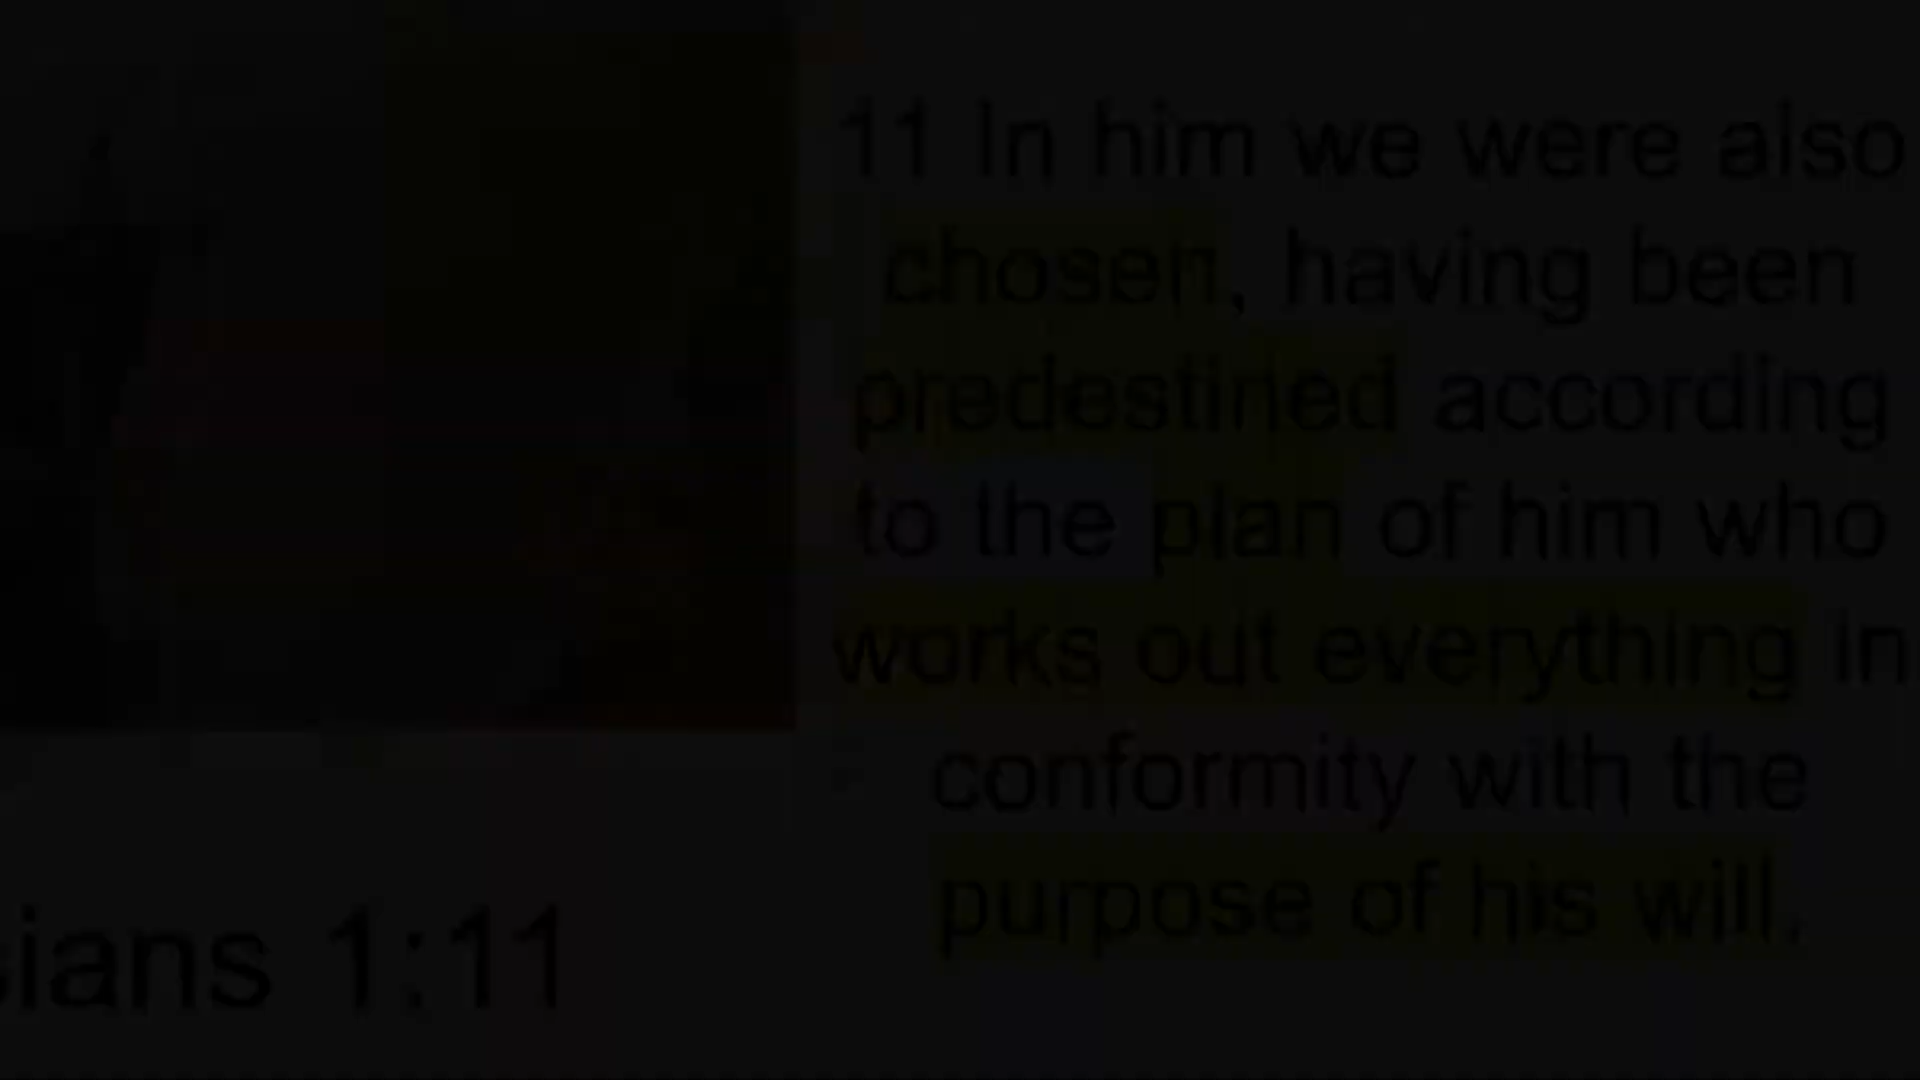 11 In him we were also
chosen, having been
predestined according
to the plan of him who
works out everything in
conformity with the
purpose of his will.
sians 1:11